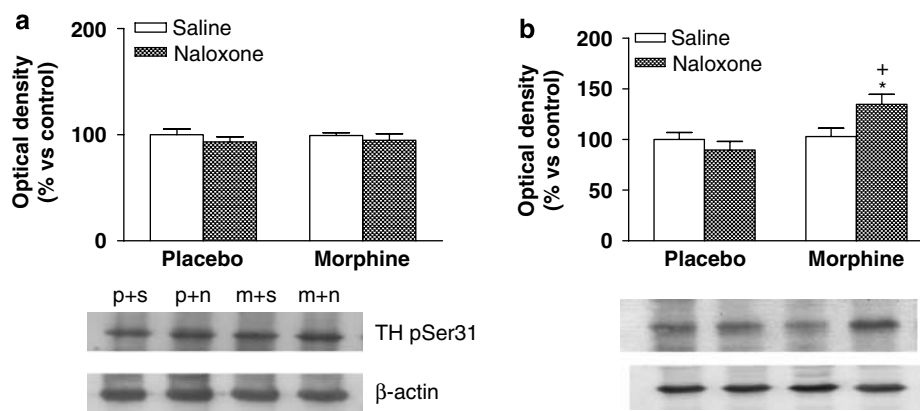 a
200
100
0
Optical density
(% vs control)
Saline
Naloxone
Placebo
Morphine
p+s p+n m+s m+n
TH pSer31
β-actin
b
200
150
100
50
0
Optical density
(% vs control)
Saline
Naloxone
+
*
Placebo
Morphine